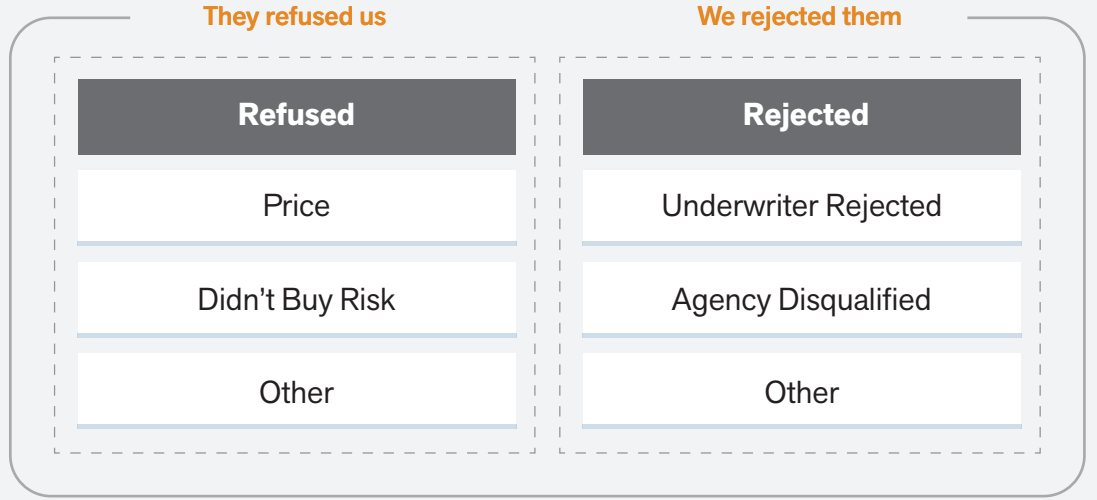 They refused us
We rejected them
Refused
Price
Didn’t Buy Risk
Other
Rejected
Underwriter Rejected
Agency Disqualified
Other